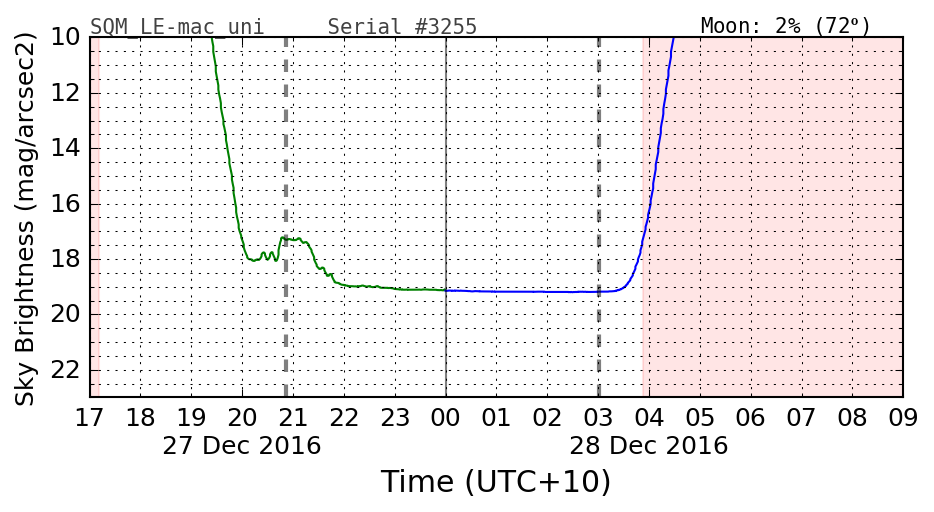 SQM_LE-mac_uni Serial #3255 Moon: 2% (72°)
Sky Brightness (mag/arcsec2)
10
12
14
16
18
20
22
17 18 19 20 21 22 23 00 01 02 03 04 05 06 07 08 09
27 Dec 2016 28 Dec 2016
Time (UTC+10)